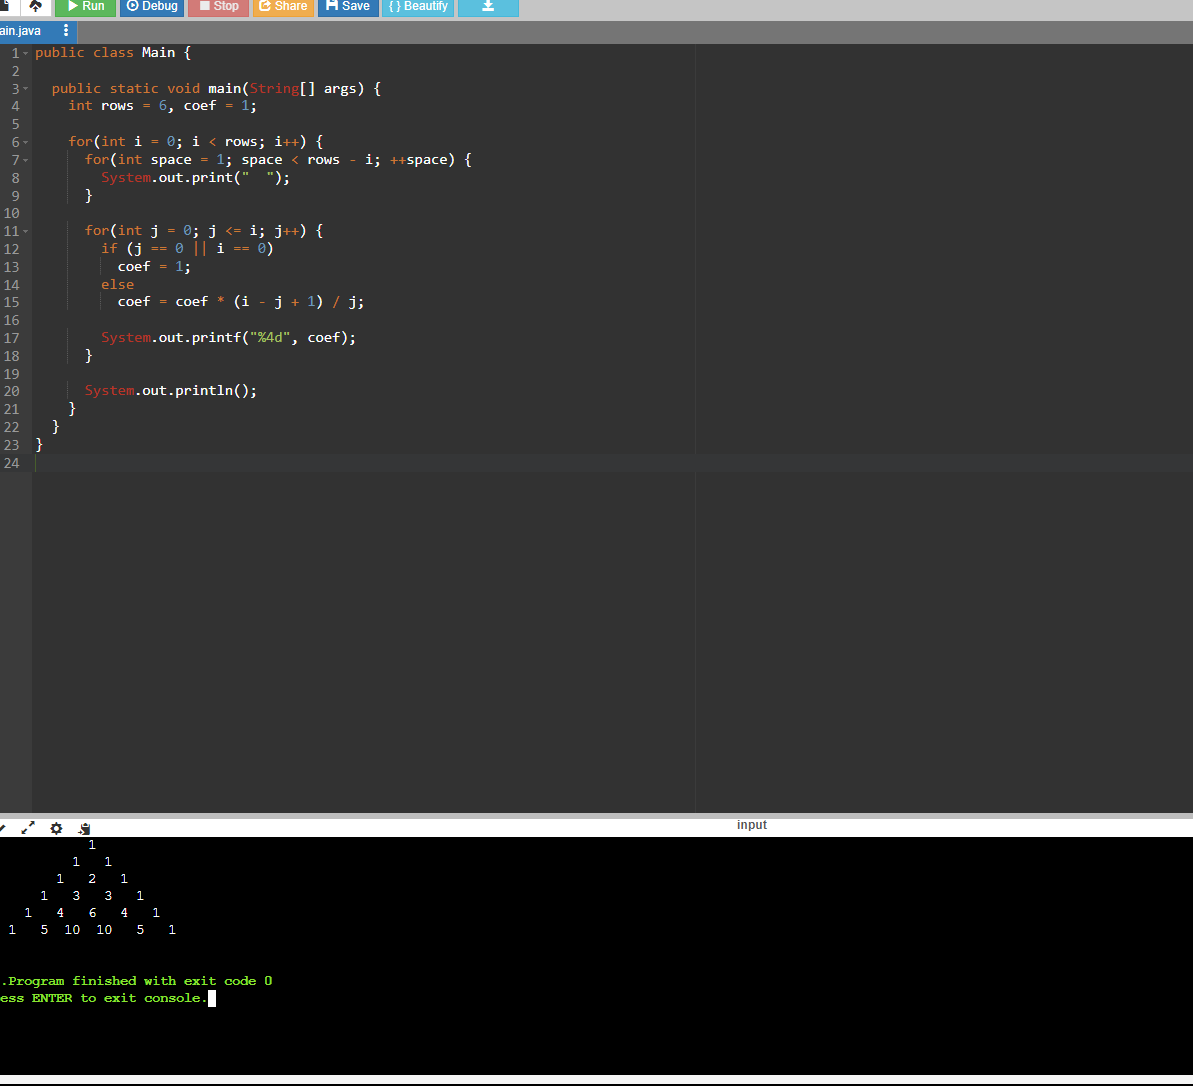 Run Debug Stop Share Save { } Beautify
ain.java
1 public class Main {
2
3   public static void main(String[] args) {
4     int rows = 6, coef = 1;
5
6     for(int i = 0; i < rows; i++) {
7       for(int space = 1; space < rows - i; ++space) {
8         System.out.print("  ");
9       }
10
11       for(int j = 0; j <= i; j++) {
12         if (j == 0 || i == 0)
13           coef = 1;
14         else
15           coef = coef * (i - j + 1) / j;
16
17         System.out.printf("%4d", coef);
18       }
19
20       System.out.println();
21     }
22   }
23 }
24
input
1
1   1
1   2   1
1   3   3   1
1   4   6   4   1
1   5  10  10   5   1
.Program finished with exit code 0
ess ENTER to exit console.